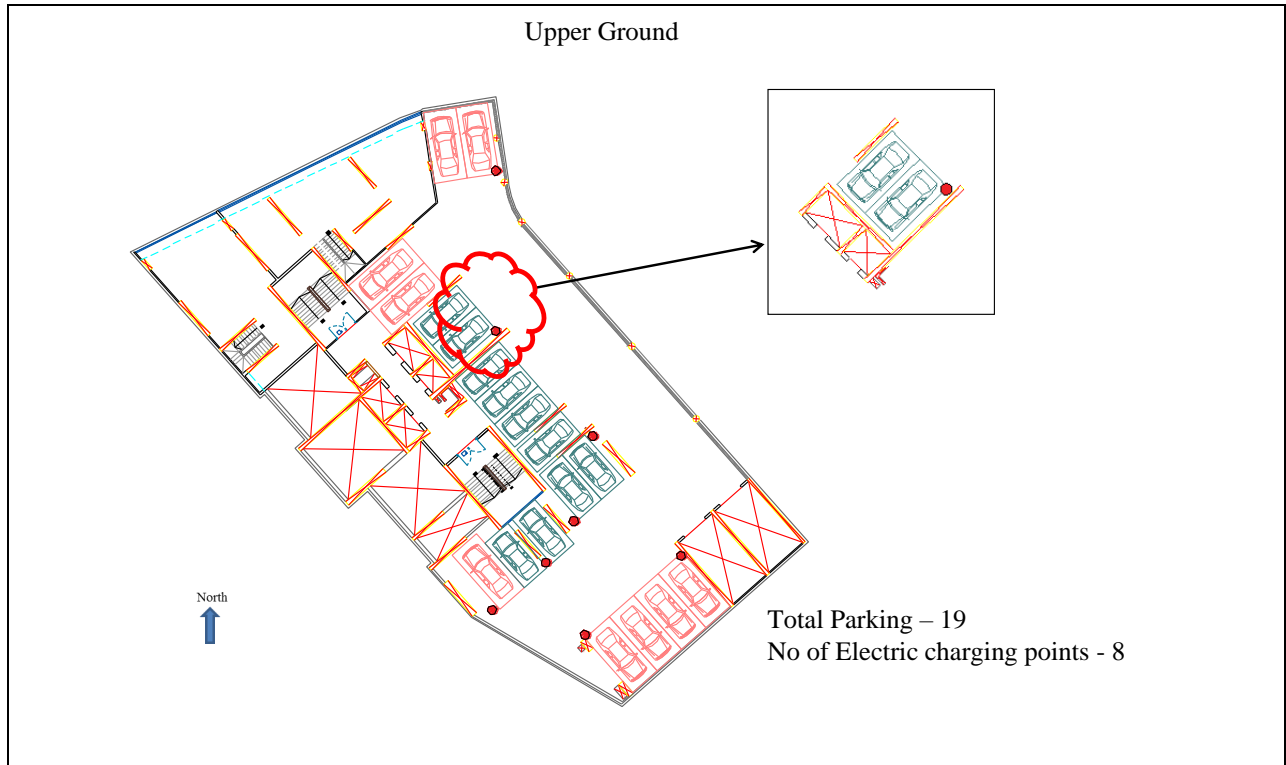 Upper Ground
North
Total Parking – 19
No of Electric charging points - 8